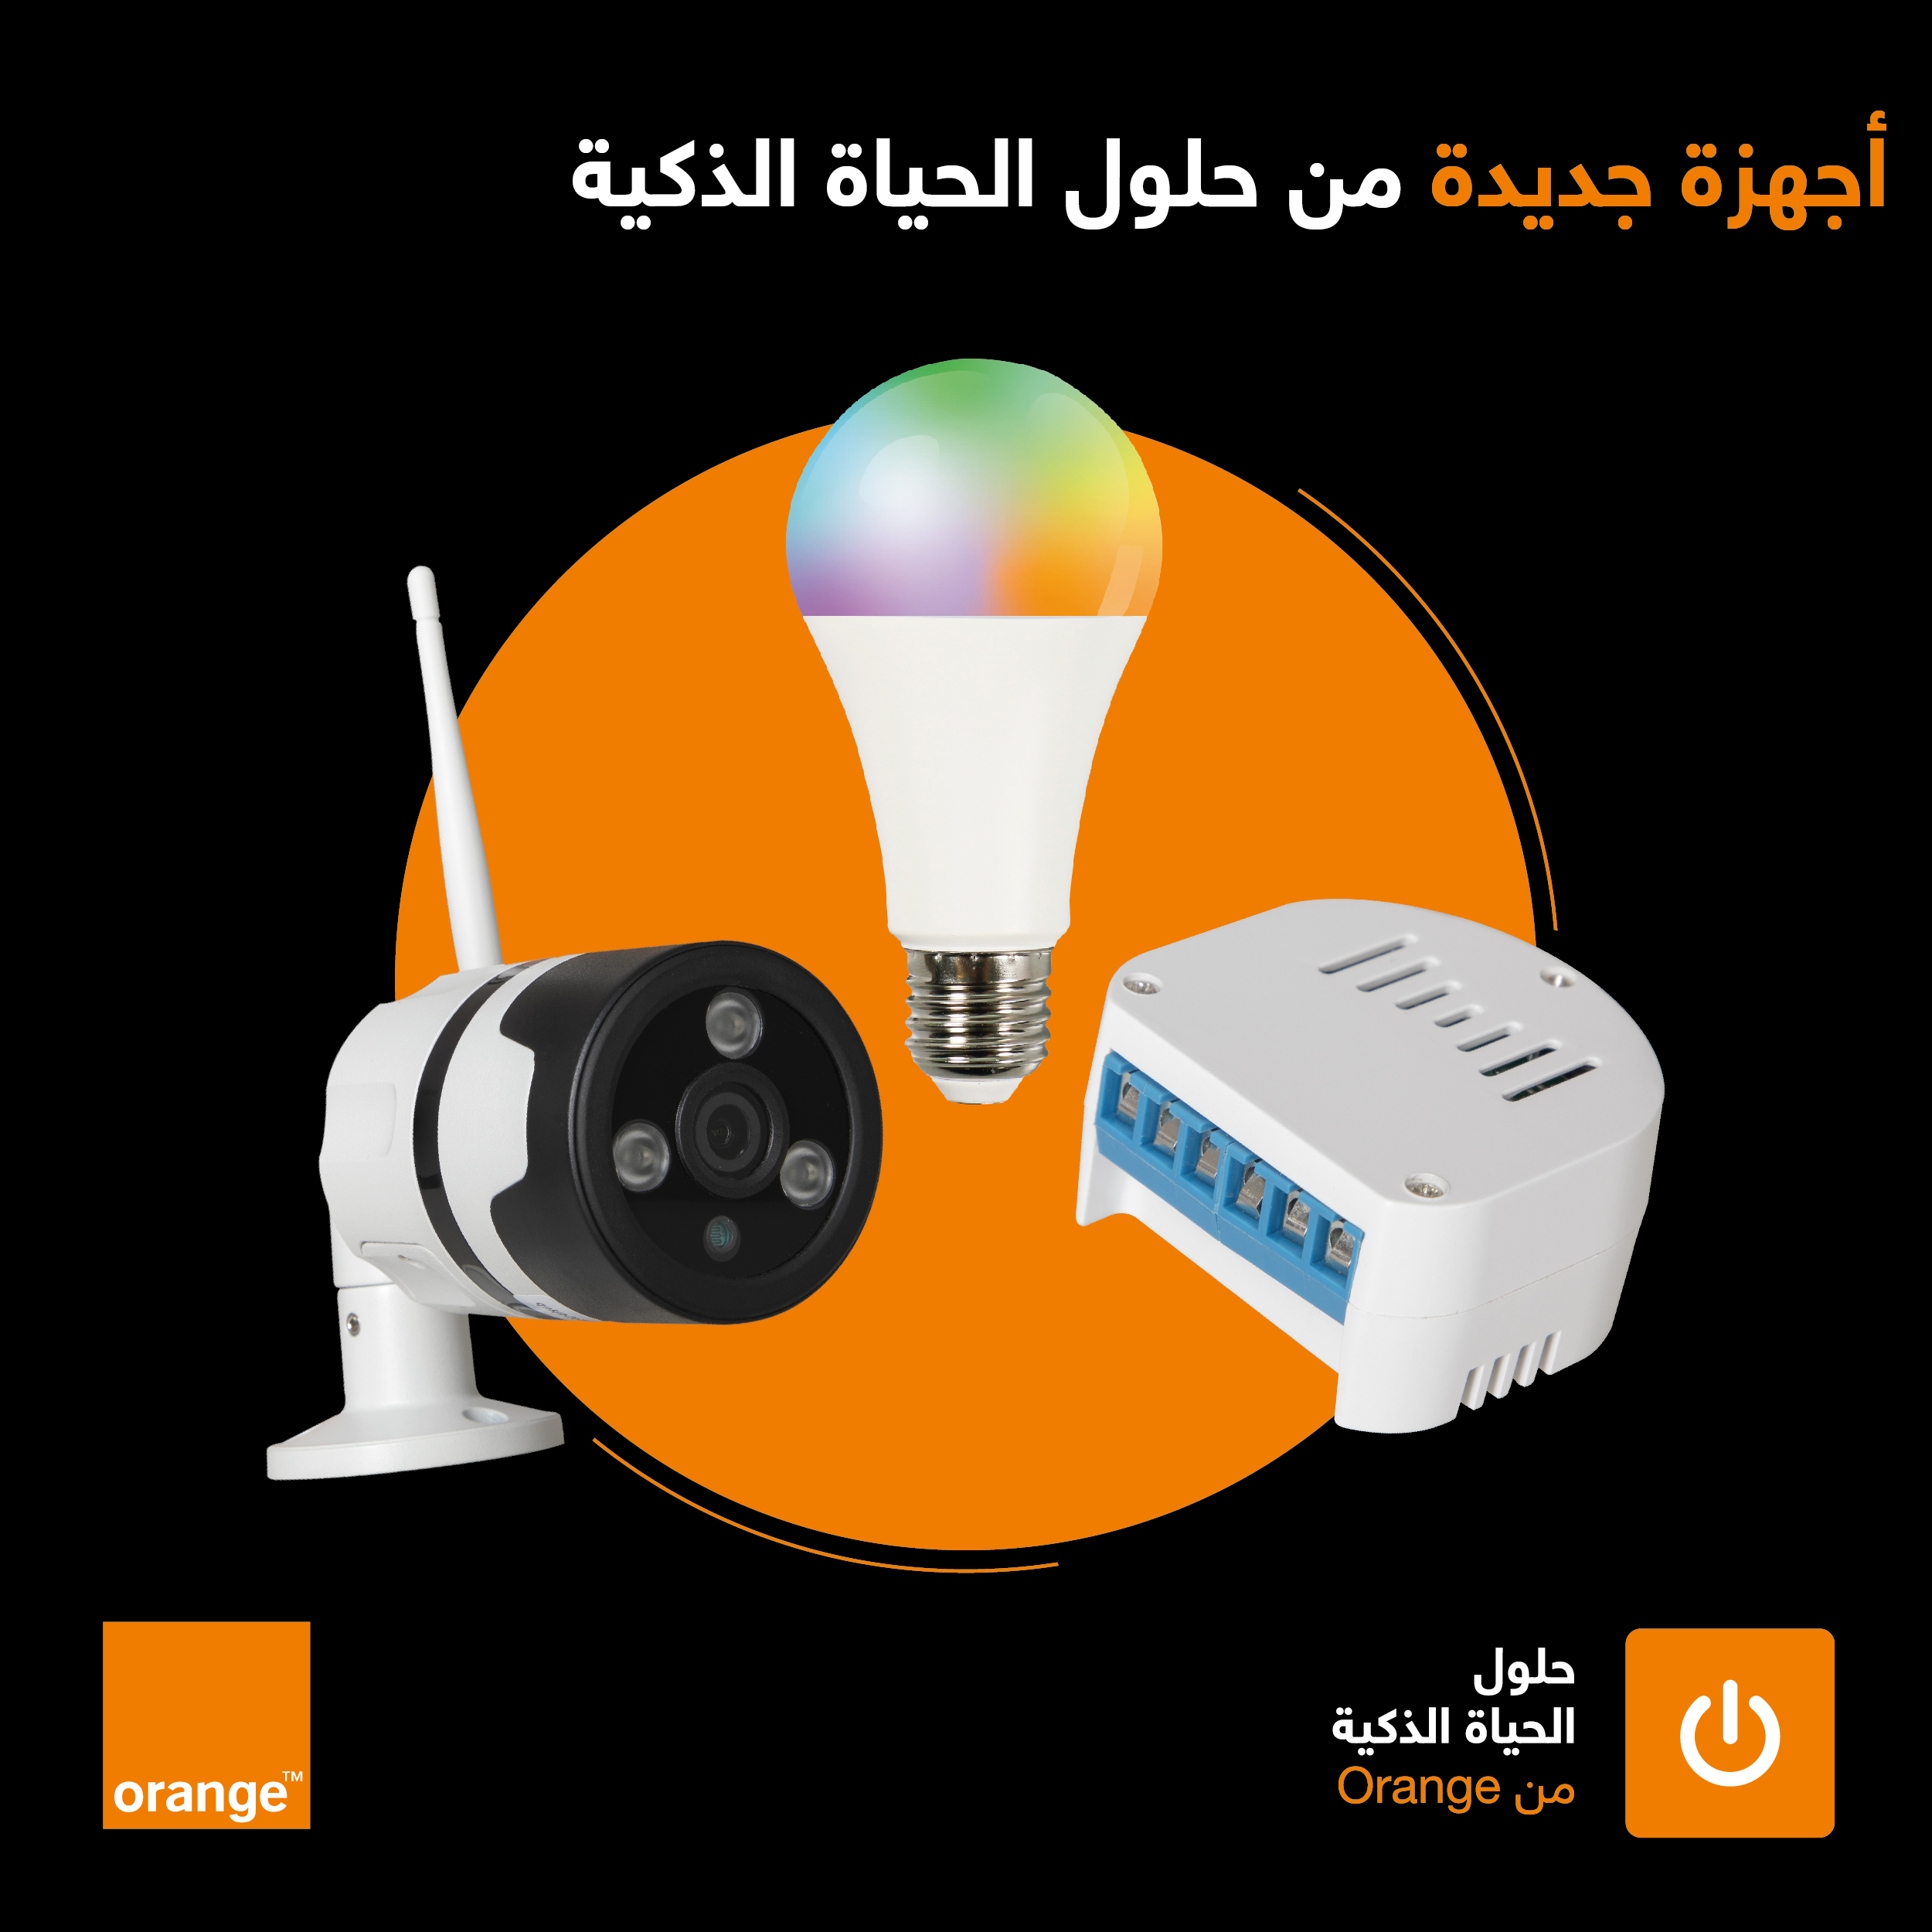 أجهزة جديدة من حلول الحياة الذكية
حلول
الحياة الذكية
من Orange
orange™